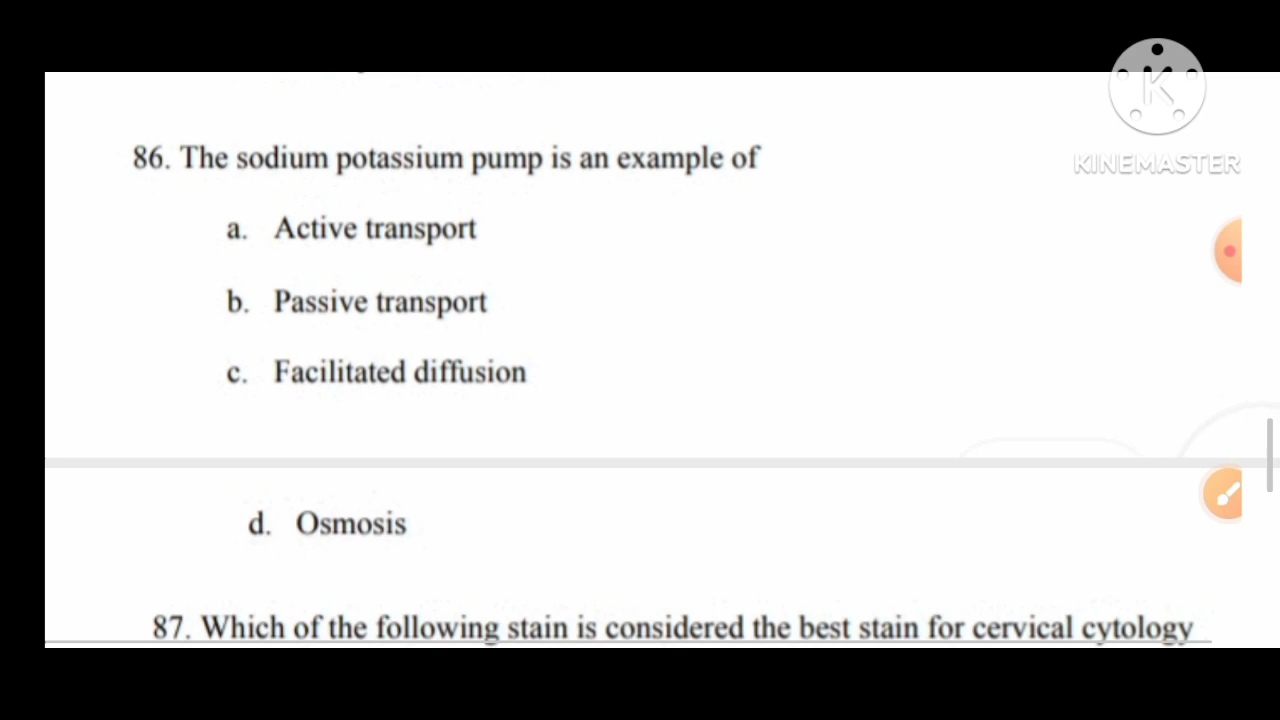 KINEMASTER
86. The sodium potassium pump is an example of
a. Active transport
b. Passive transport
c. Facilitated diffusion
d. Osmosis
87. Which of the following stain is considered the best stain for cervical cytology